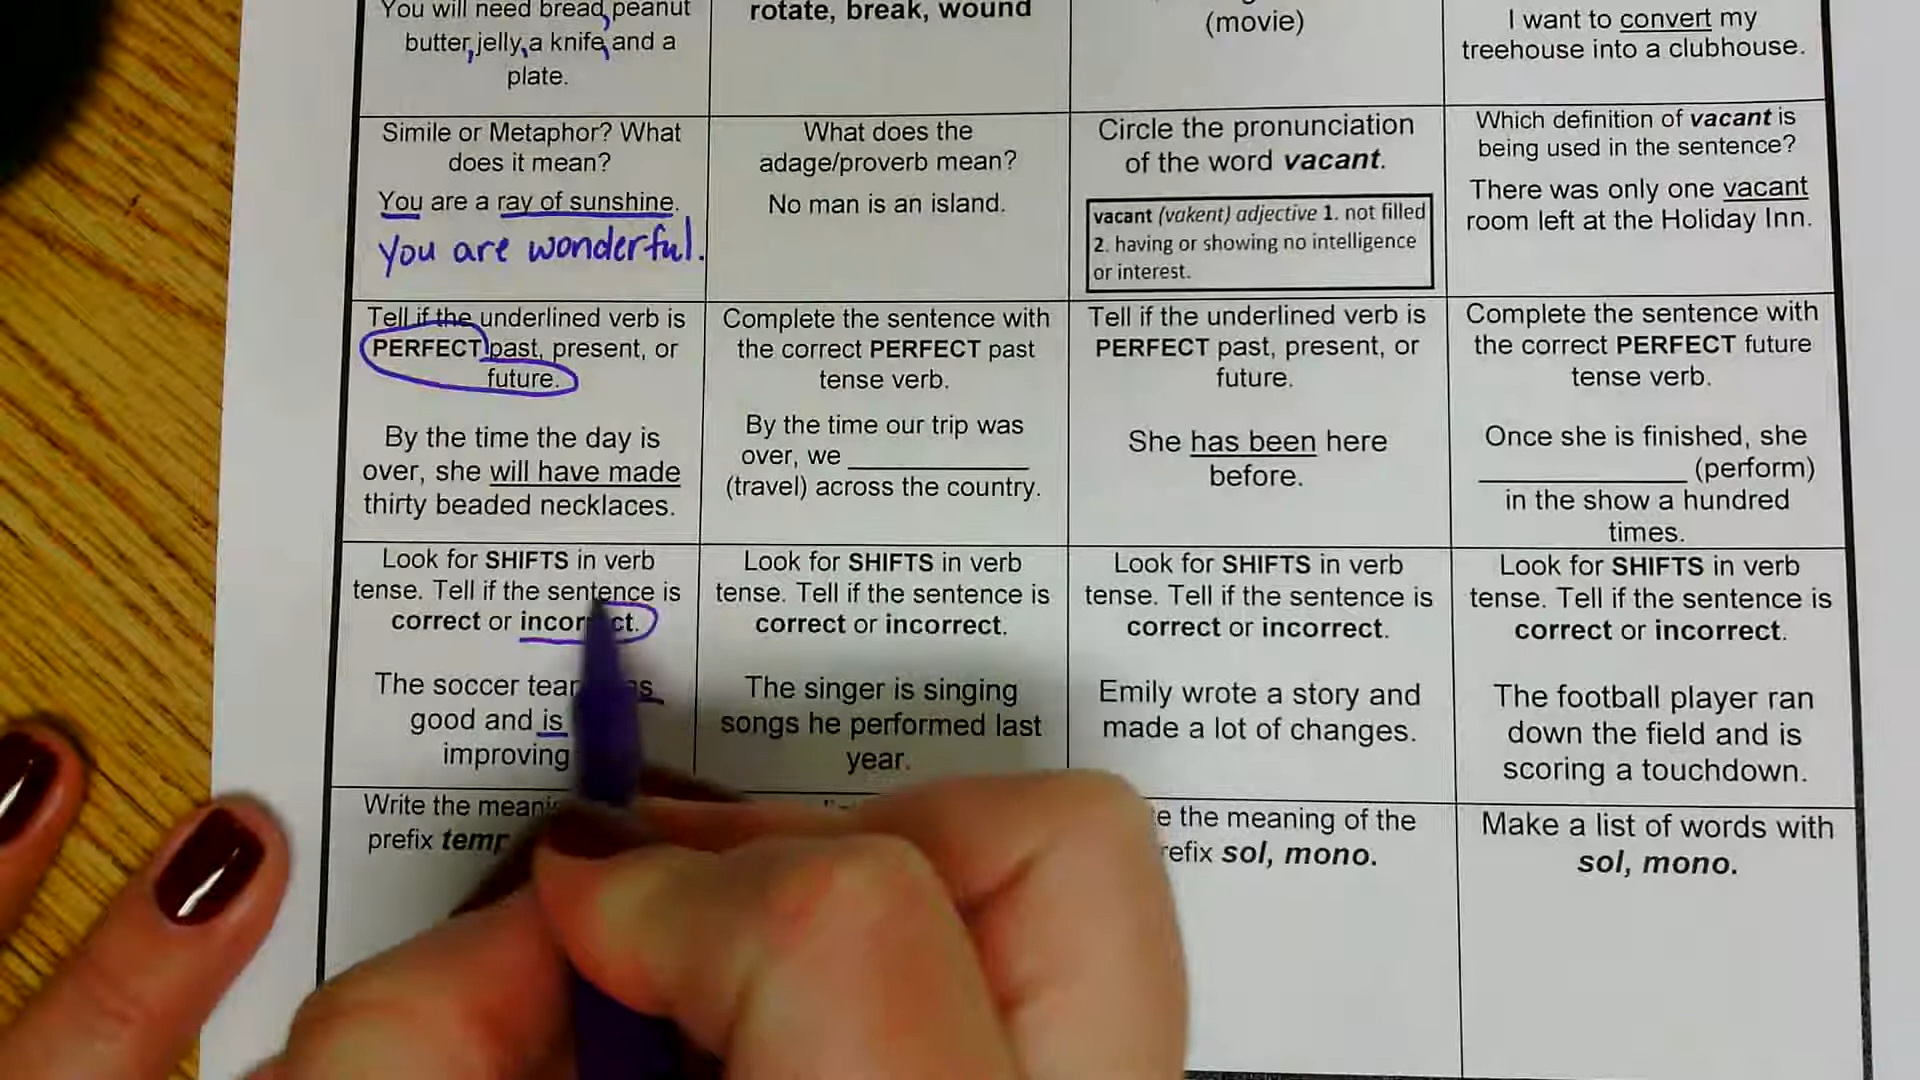 You will need bread, peanut
butter, jelly, a knife, and a
plate.
rotate, break, wound
(movie)
I want to convert my
treehouse into a clubhouse.
Simile or Metaphor? What
does it mean?
You are a ray of sunshine.
You are wonderful.
What does the
adage/proverb mean?
No man is an island.
Circle the pronunciation
of the word vacant.
vacant (vakent) adjective 1. not filled
2. having or showing no intelligence
or interest.
Which definition of vacant is
being used in the sentence?
There was only one vacant
room left at the Holiday Inn.
Tell if the underlined verb is
PERFECT past, present, or
future.
By the time the day is
over, she will have made
thirty beaded necklaces.
Complete the sentence with
the correct PERFECT past
tense verb.
By the time our trip was
over, we ____________
(travel) across the country.
Tell if the underlined verb is
PERFECT past, present, or
future.
She has been here
before.
Complete the sentence with
the correct PERFECT future
tense verb.
Once she is finished, she
______________ (perform)
in the show a hundred
times.
Look for SHIFTS in verb
tense. Tell if the sentence is
correct or incorrect.
The soccer
good and is
improving
Look for SHIFTS in verb
tense. Tell if the sentence is
correct or incorrect.
The singer is singing
songs he performed last
year.
Look for SHIFTS in verb
tense. Tell if the sentence is
correct or incorrect.
Emily wrote a story and
made a lot of changes.
Look for SHIFTS in verb
tense. Tell if the sentence is
correct or incorrect.
The football player ran
down the field and is
scoring a touchdown.
Write the
prefix
the meaning of the
sol, mono.
Make a list of words with
sol, mono.